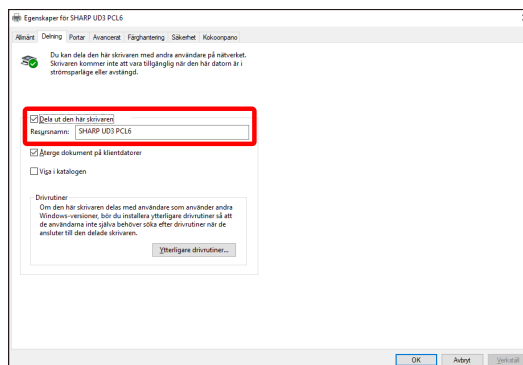 Egenskaper för SHARP UD3 PCL6
Allmänt Delning Portar Avancerat Färghantering Säkerhet Kokoonpano
Du kan dela den här skrivaren med andra användare på nätverket.
Skrivaren kommer inte att vara tillgänglig när den här datorn är i
strömsparläge eller avstängd.
Dela ut den här skrivaren
Resursnamn: SHARP UD3 PCL6
Återge dokument på klientdatorer
Visa i katalogen
Drivrutiner
Om den här skrivaren delas med användare som använder andra
Windows-versioner, bör du installera ytterligare drivrutiner så att
de användarna inte själva behöver söka efter drivrutiner när de
ansluter till den delade skrivaren.
Ytterligare drivrutiner...
OK Avbryt Verkställ